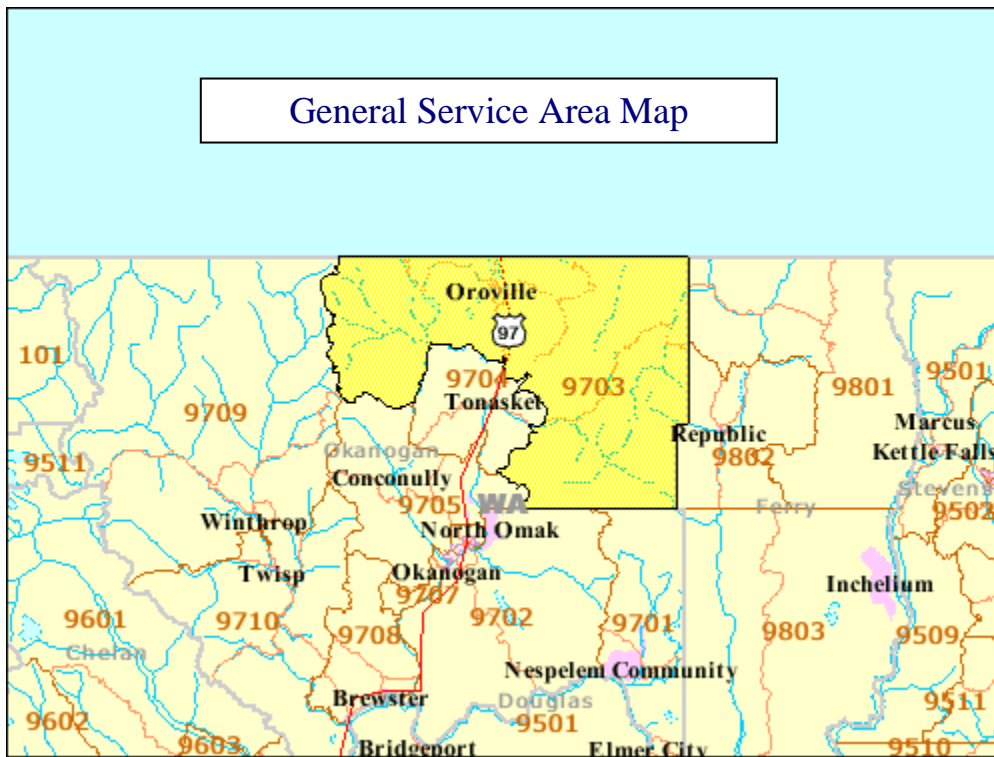 General Service Area Map
Oroville
97
101
9704
9703
9801
9501
9709
Tonasket
Marcus
Republic
Okanogan
9802
Kettle Falls
9511
Conconully
Stevens
9705
WA
Ferry
9502
Winthrop
North Omak
Twisp
Okanogan
Inchelium
9707
9601
9710
9708
9702
9701
9803
9509
Chelan
Nespelem Community
Brewster
Douglas
9511
9602
9501
9603
Bridgeport
Elmer City
9510